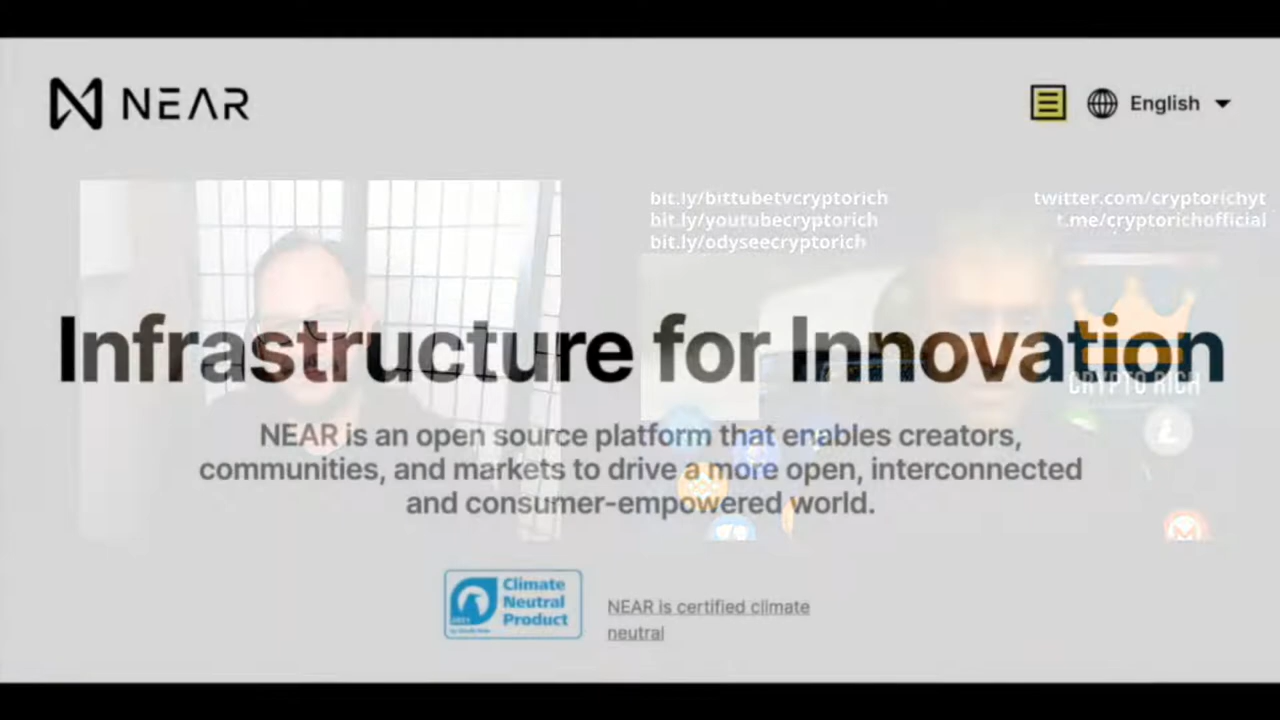 NEAR
English
bit.ly/bittubetvcryptorich
twitter.com/cryptorichyt
bit.ly/youtubecryptorich
t.me/cryptorichofficial
bit.ly/odyseecryptorich
Infrastructure for Innovation
CRYPTO RICH
NEAR is an open source platform that enables creators,
communities, and markets to drive a more open, interconnected
and consumer-empowered world.
Climate
Neutral
Product
NEAR is certified climate
neutral